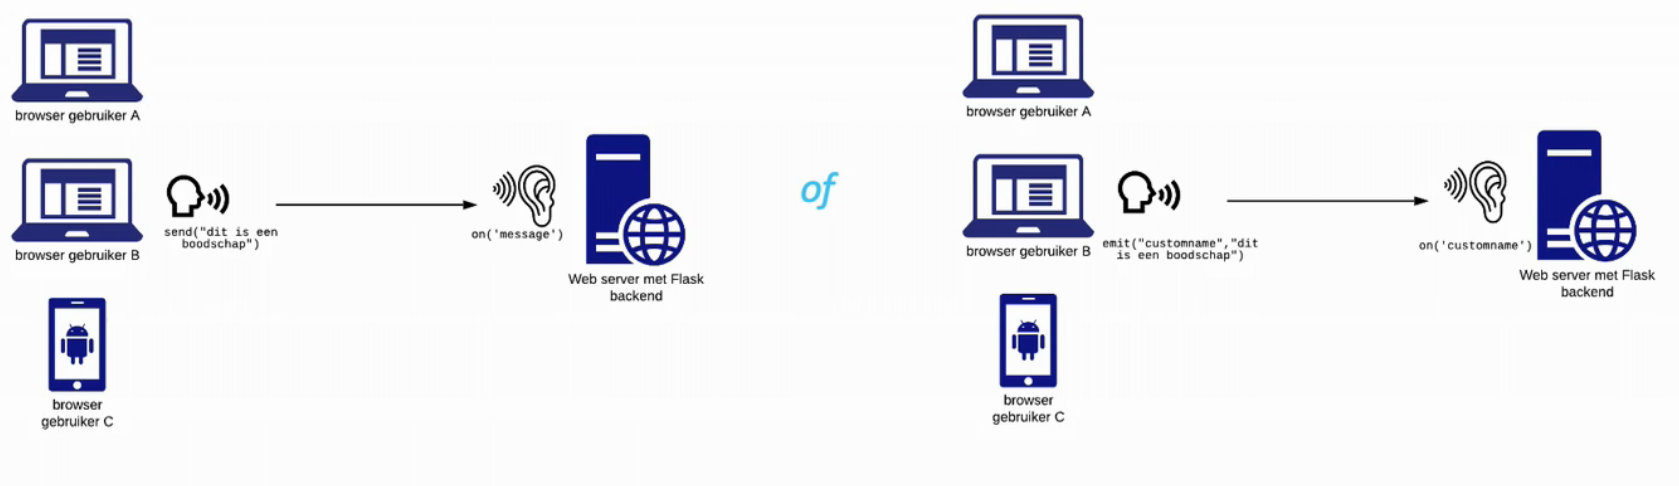 browser gebruiker A
browser gebruiker B
send("dit is een
boodschap")
on('message')
Web server met Flask
backend
browser
gebruiker C
of
browser gebruiker A
browser gebruiker B
emit("customname","dit
is een boodschap")
on('customname')
Web server met Flask
backend
browser
gebruiker C